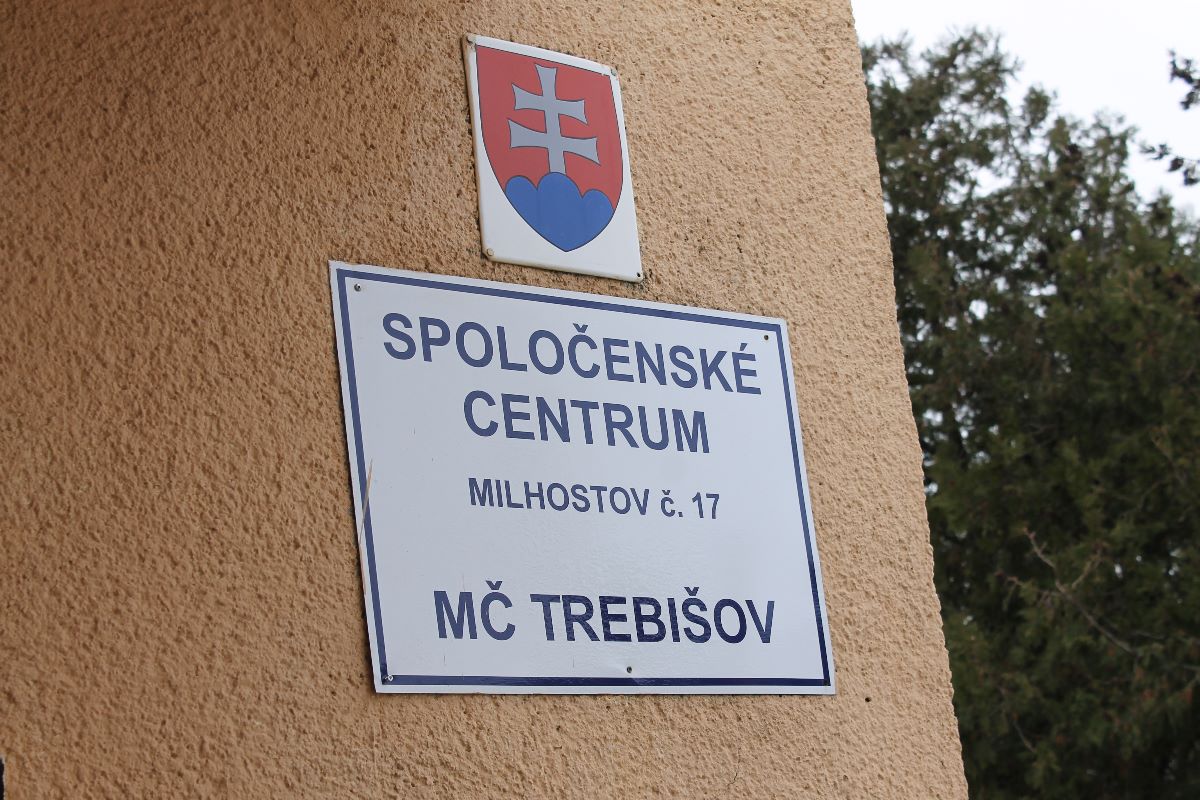 SPOLOČENSKÉ
CENTRUM
MILHOSTOV č. 17
MČ TREBIŠOV